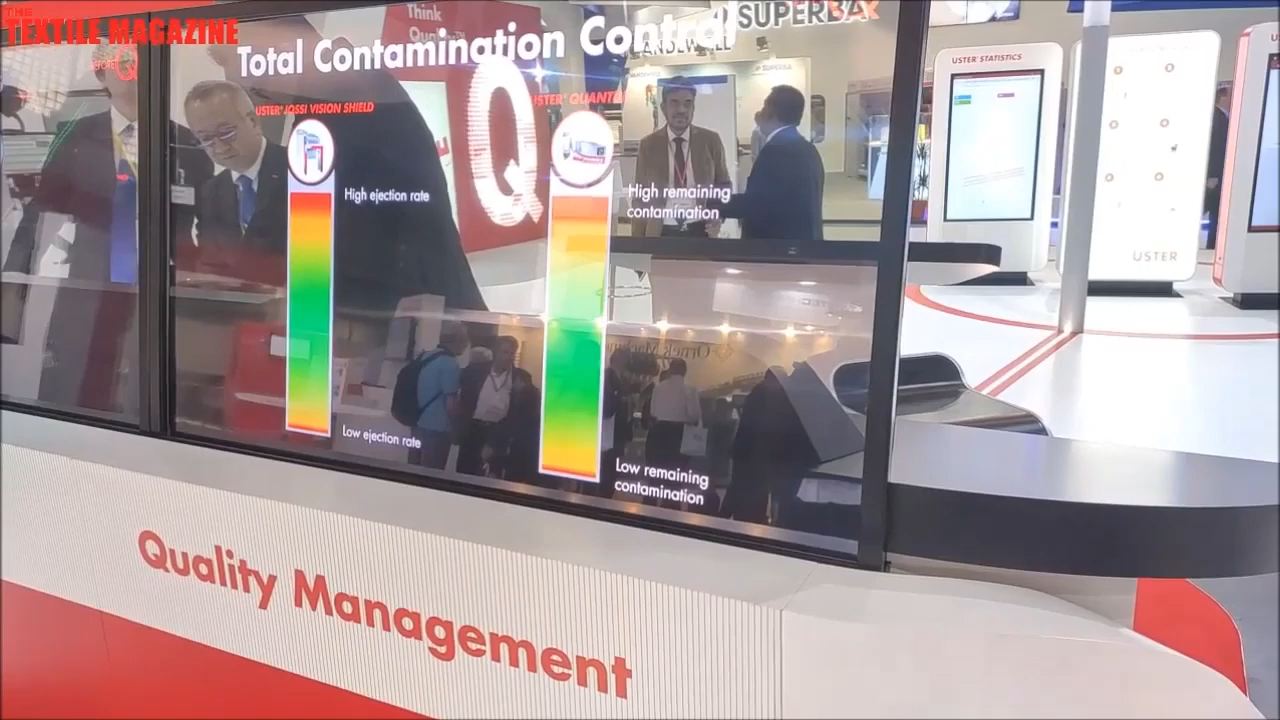 THE
TEXTILE MAGAZINE
Think
Total Contamination Control
SUPERBA
USTER® JOSSI VISION SHIELD
USTER® QUANTUM
Q
High ejection rate
High remaining
contamination
Low ejection rate
Low remaining
contamination
USTER® STATISTICS
USTER
Quality Management